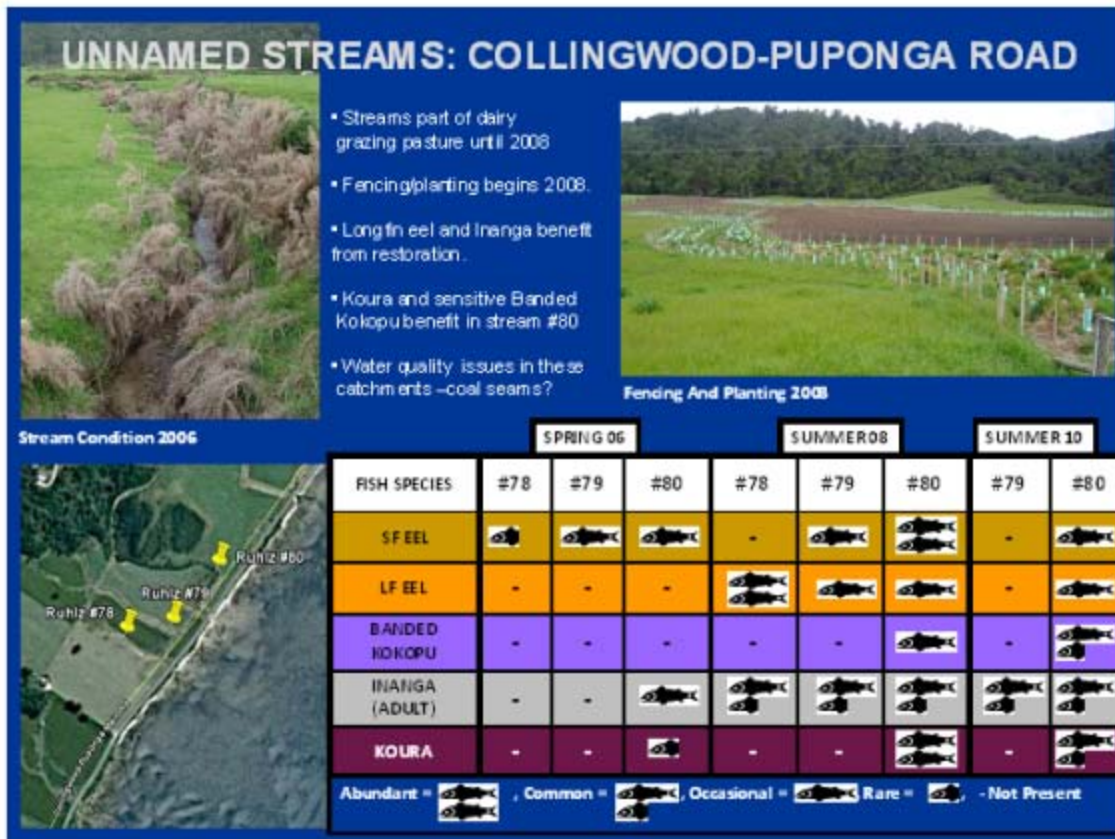 UNNAMED STREAMS: COLLINGWOOD-PUPONGA ROAD
▪ Streams part of dairy
grazing pasture until 2008
▪ Fencing/planting begins 2008.
▪ Longfin eel and Inanga benefit
from restoration.
▪ Koura and sensitive Banded
Kokopu benefit in stream #80
▪ Water quality issues in these
catchments –coal seams?
Stream Condition 2006
Fencing And Planting 2008
Ruhlz #80
Ruhlz #79
Ruhlz #78
SPRING 06 SUMMER 08 SUMMER 10
FISH SPECIES #78 #79 #80 #78 #79 #80 #79 #80
SF EEL - -
LF EEL - - - -
BANDED
KOKOPU - - - - - -
INANGA
(ADULT) - -
KOURA - - - - -
Abundant = , Common = , Occasional = Rare = , - Not Present